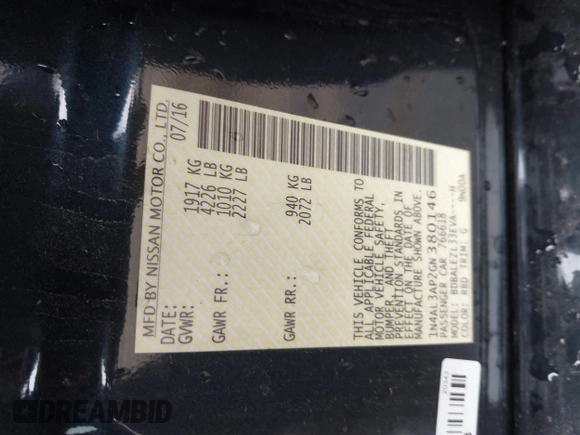 MFD BY NISSAN MOTOR CO., LTD.
DATE: 07/16
GVWR: 1917 KG
4226 LB
GAWR FR.: 1010 KG
2227 LB
GAWR RR.: 940 KG
2072 LB
THIS VEHICLE CONFORMS TO
ALL APPLICABLE FEDERAL
MOTOR VEHICLE SAFETY,
BUMPER, AND THEFT
PREVENTION STANDARDS IN
EFFECT ON THE DATE OF
MANUFACTURE SHOWN ABOVE.
1N4AL3AP2GN380146
PASSENGER CAR 766618
MODEL: BDBALEZL33EVA----H
COLOR: RBD TRIM: G 9N00A
DREAMBID